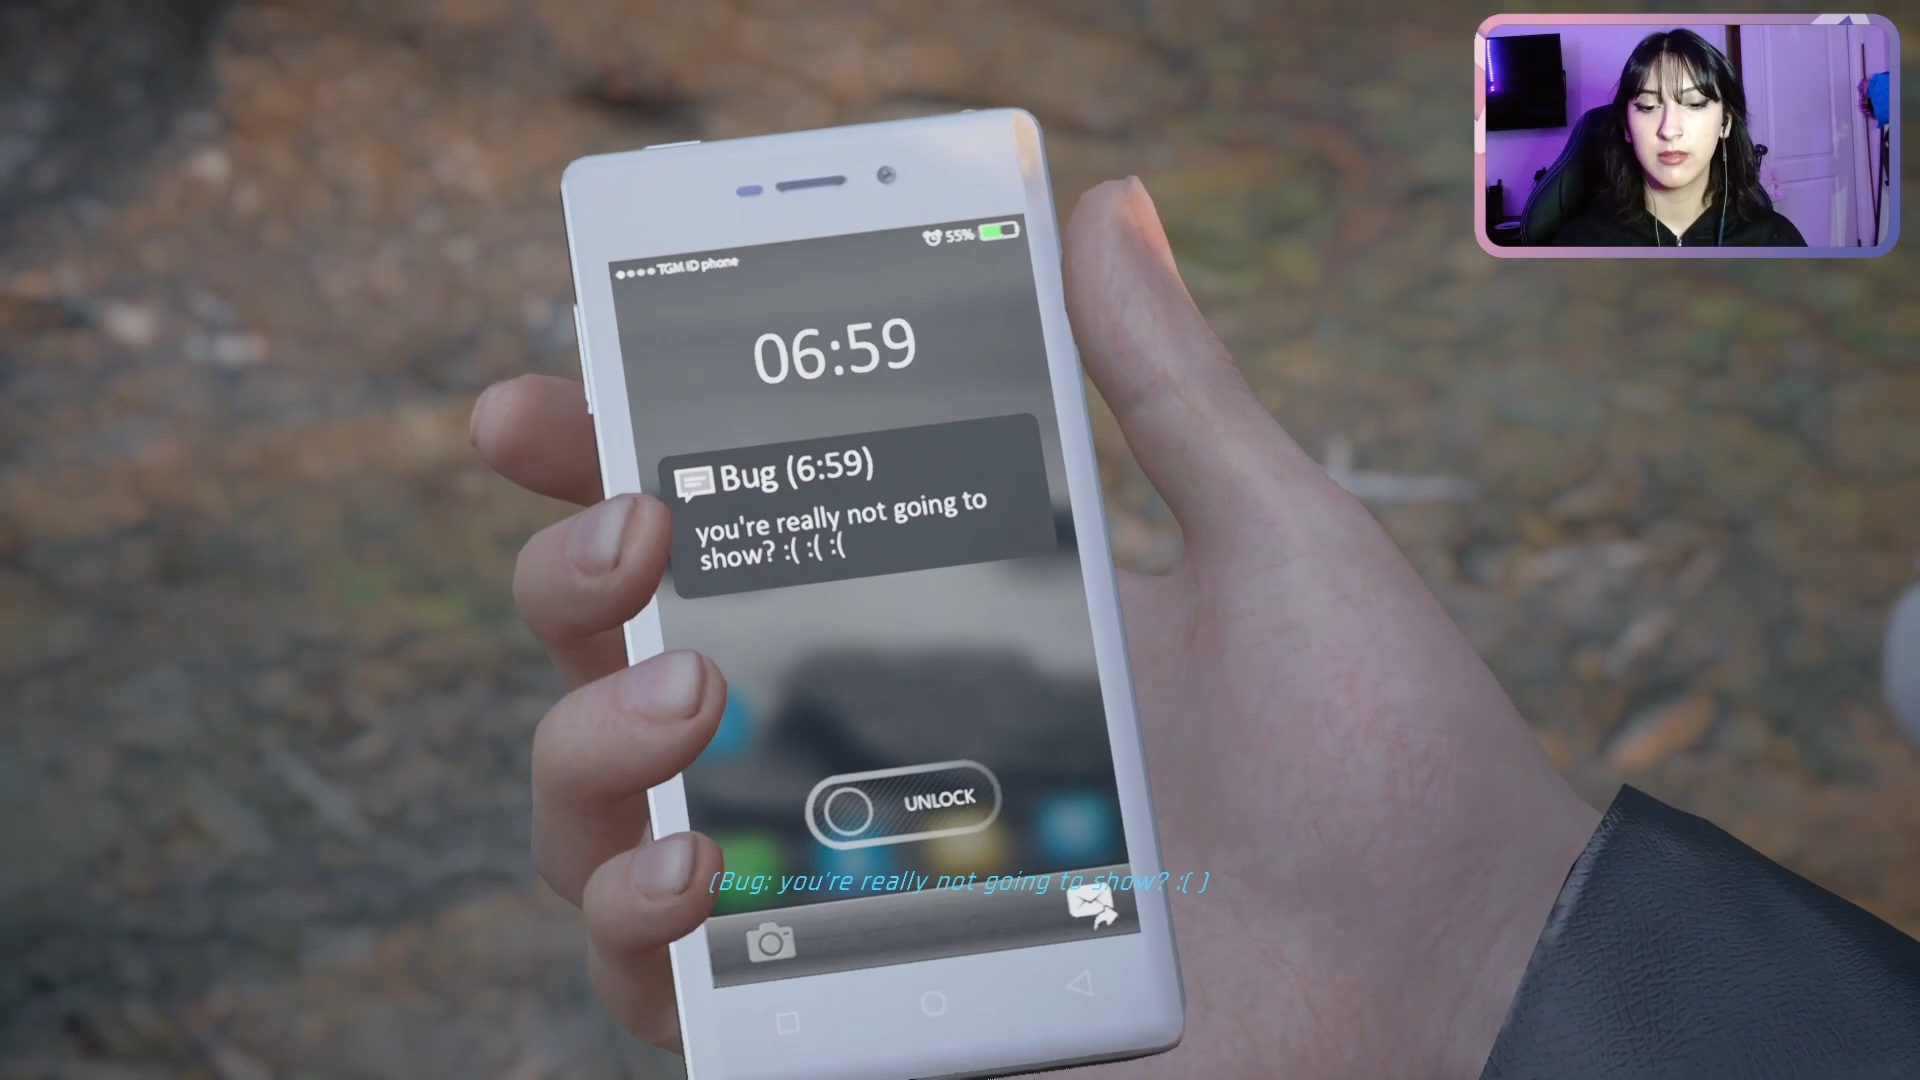 TGM ID phone
55%
06:59
Bug (6:59)
you're really not going to
show? :( :( :(
UNLOCK
(Bug: you're really not going to show? :( )